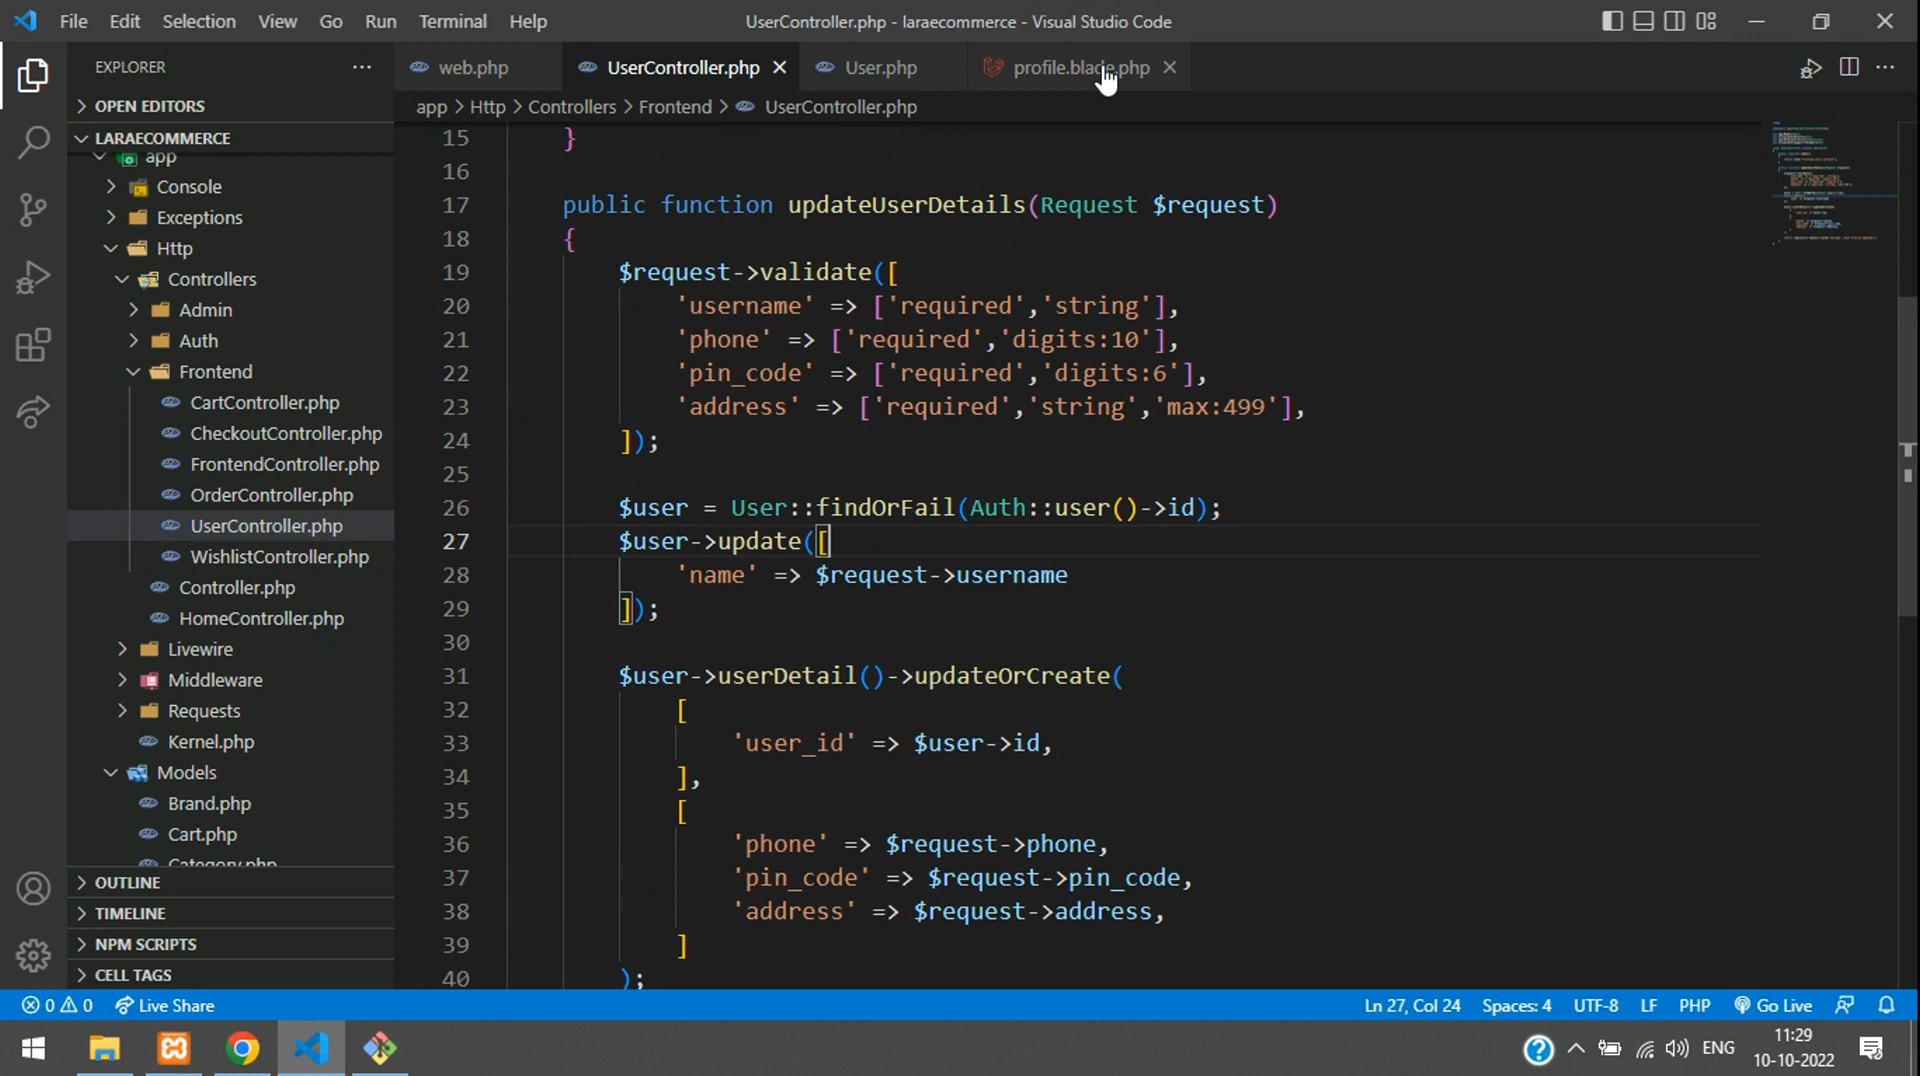 File Edit Selection View Go Run Terminal Help
UserController.php - laraecommerce - Visual Studio Code
EXPLORER
web.php
UserController.php
User.php
profile.blade.php
OPEN EDITORS
app > Http > Controllers > Frontend > UserController.php
LARAECOMMERCE
app
Console
Exceptions
Http
Controllers
Admin
Auth
Frontend
CartController.php
CheckoutController.php
FrontendController.php
OrderController.php
UserController.php
WishlistController.php
Controller.php
HomeController.php
Livewire
Middleware
Requests
Kernel.php
Models
Brand.php
Cart.php
Category.php
OUTLINE
TIMELINE
NPM SCRIPTS
CELL TAGS
15 }
16
17 public function updateUserDetails(Request $request)
18 {
19 $request->validate([
20 'username' => ['required','string'],
21 'phone' => ['required','digits:10'],
22 'pin_code' => ['required','digits:6'],
23 'address' => ['required','string','max:499'],
24 ]);
25
26 $user = User::findOrFail(Auth::user()->id);
27 $user->update([
28 'name' => $request->username
29 ]);
30
31 $user->userDetail()->updateOrCreate(
32 [
33 'user_id' => $user->id,
34 ],
35 [
36 'phone' => $request->phone,
37 'pin_code' => $request->pin_code,
38 'address' => $request->address,
39 ]
40 );
0 0 Live Share
Ln 27, Col 24 Spaces: 4 UTF-8 LF PHP Go Live
ENG
11:29
10-10-2022